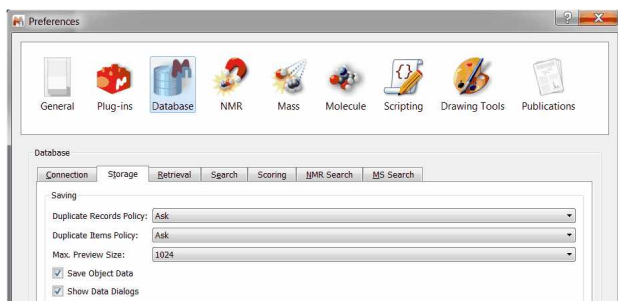 Preferences
General Plug-ins Database NMR Mass Molecule Scripting Drawing Tools Publications
Database
Connection Storage Retrieval Search Scoring NMR Search MS Search
Saving
Duplicate Records Policy: Ask
Duplicate Items Policy: Ask
Max. Preview Size: 1024
Save Object Data
Show Data Dialogs